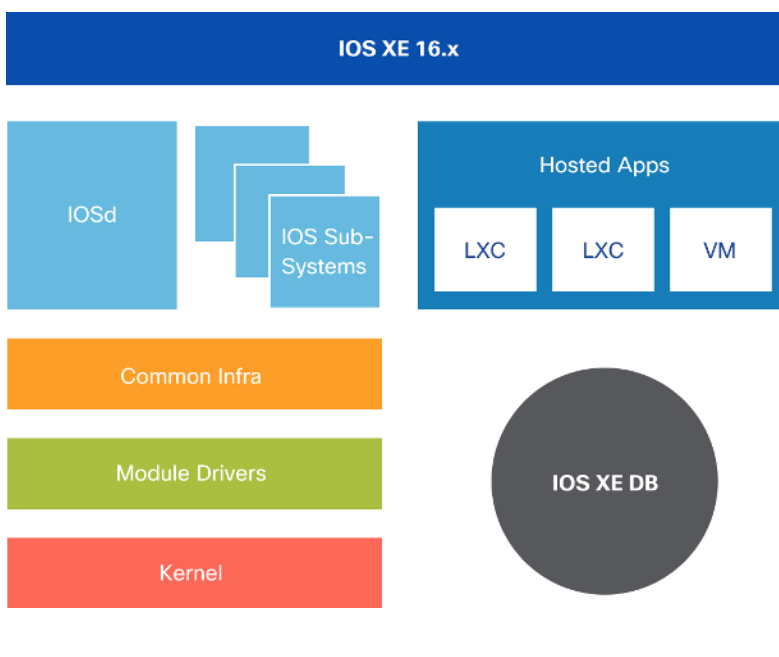 IOS XE 16.x
IOSd
IOS Sub-
Systems
Hosted Apps
LXC
LXC
VM
Common Infra
Module Drivers
IOS XE DB
Kernel